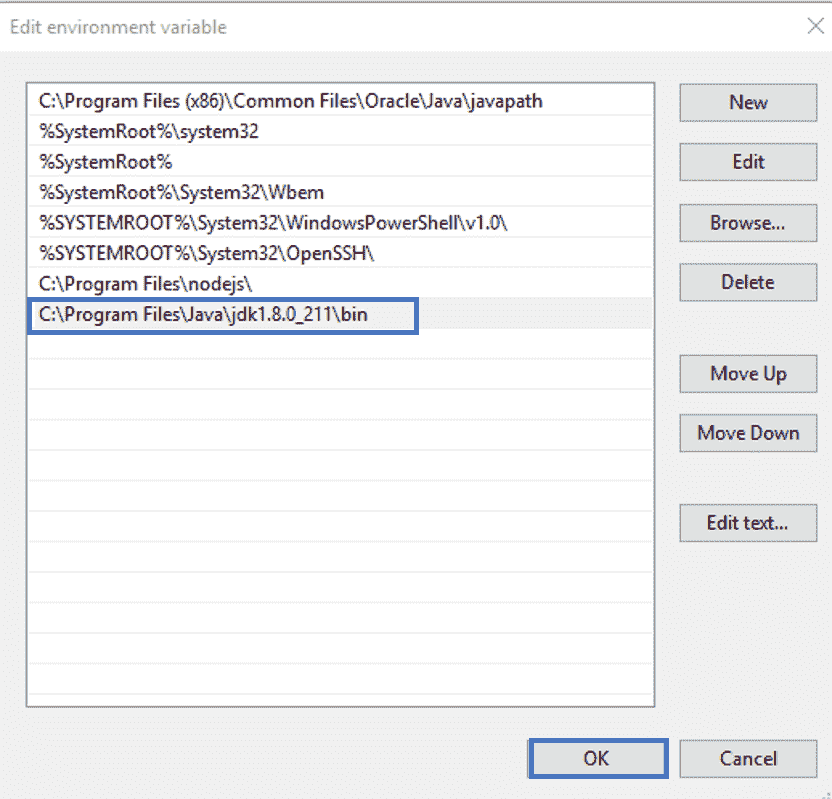 Edit environment variable
C:\Program Files (x86)\Common Files\Oracle\Java\javapath
%SystemRoot%\system32
%SystemRoot%
%SystemRoot%\System32\Wbem
%SYSTEMROOT%\System32\WindowsPowerShell\v1.0\
%SYSTEMROOT%\System32\OpenSSH\
C:\Program Files\nodejs\
C:\Program Files\Java\jdk1.8.0_211\bin
New
Edit
Browse...
Delete
Move Up
Move Down
Edit text...
OK
Cancel